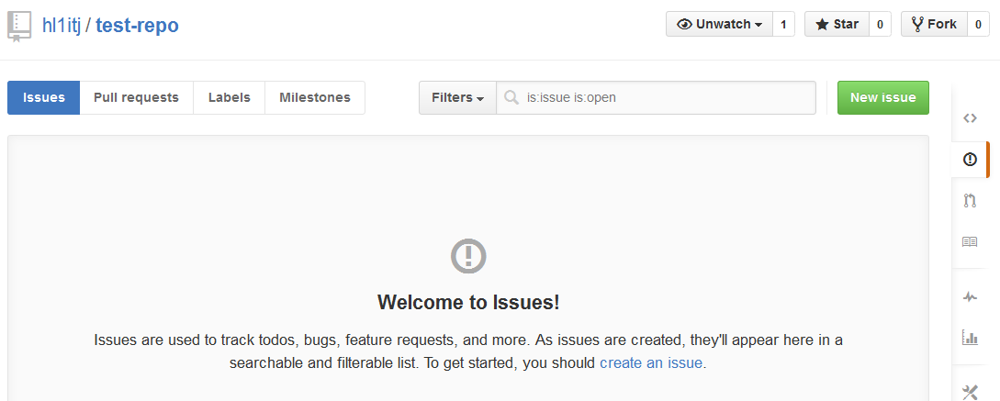 hl1itj / test-repo
Unwatch 1 Star 0 Fork 0
Issues Pull requests Labels Milestones Filters is:issue is:open New issue
Welcome to Issues!
Issues are used to track todos, bugs, feature requests, and more. As issues are created, they'll appear here in a
searchable and filterable list. To get started, you should create an issue.